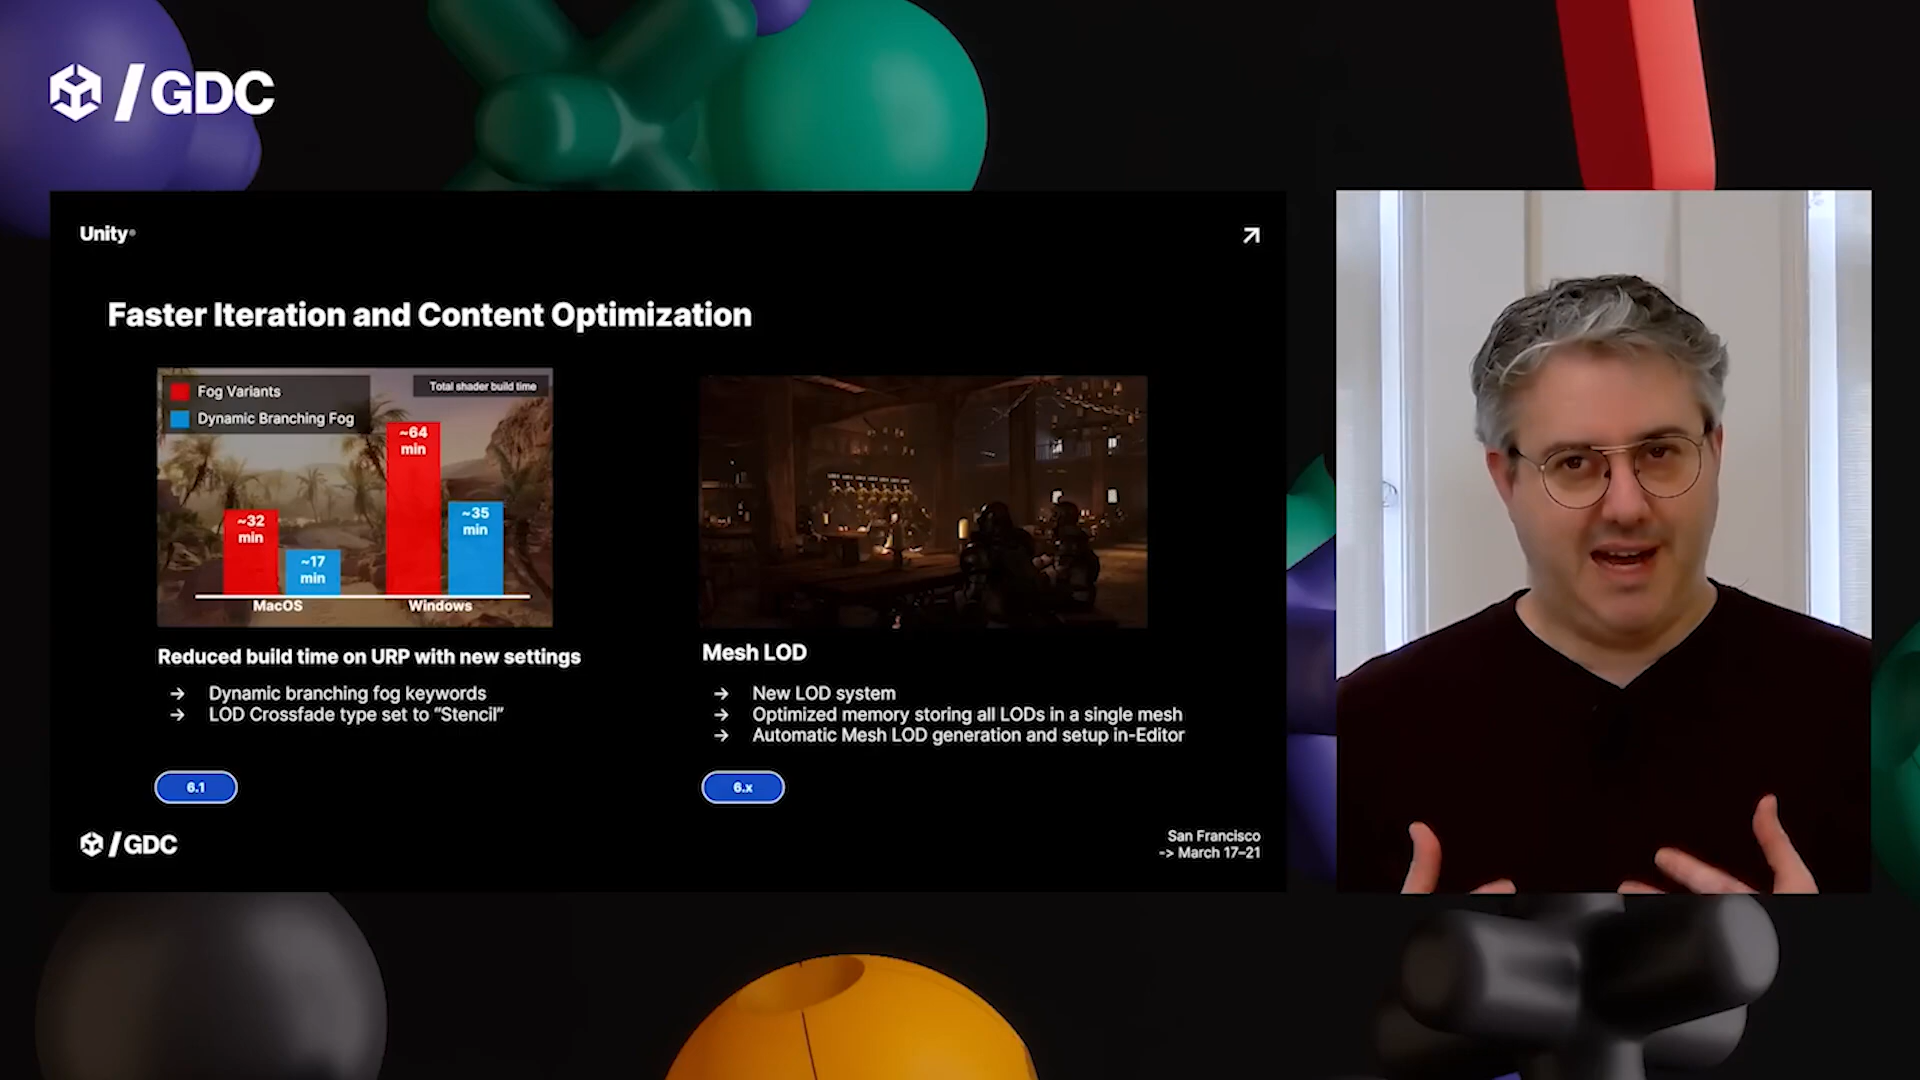 / GDC
Unity®
Faster Iteration and Content Optimization
Fog Variants
Dynamic Branching Fog
Total shader build time
~32
min
~17
min
~64
min
~35
min
MacOS
Windows
Reduced build time on URP with new settings
→ Dynamic branching fog keywords
→ LOD Crossfade type set to “Stencil”
6.1
Mesh LOD
→ New LOD system
→ Optimized memory storing all LODs in a single mesh
→ Automatic Mesh LOD generation and setup in-Editor
6.x
/ GDC
San Francisco
-> March 17–21